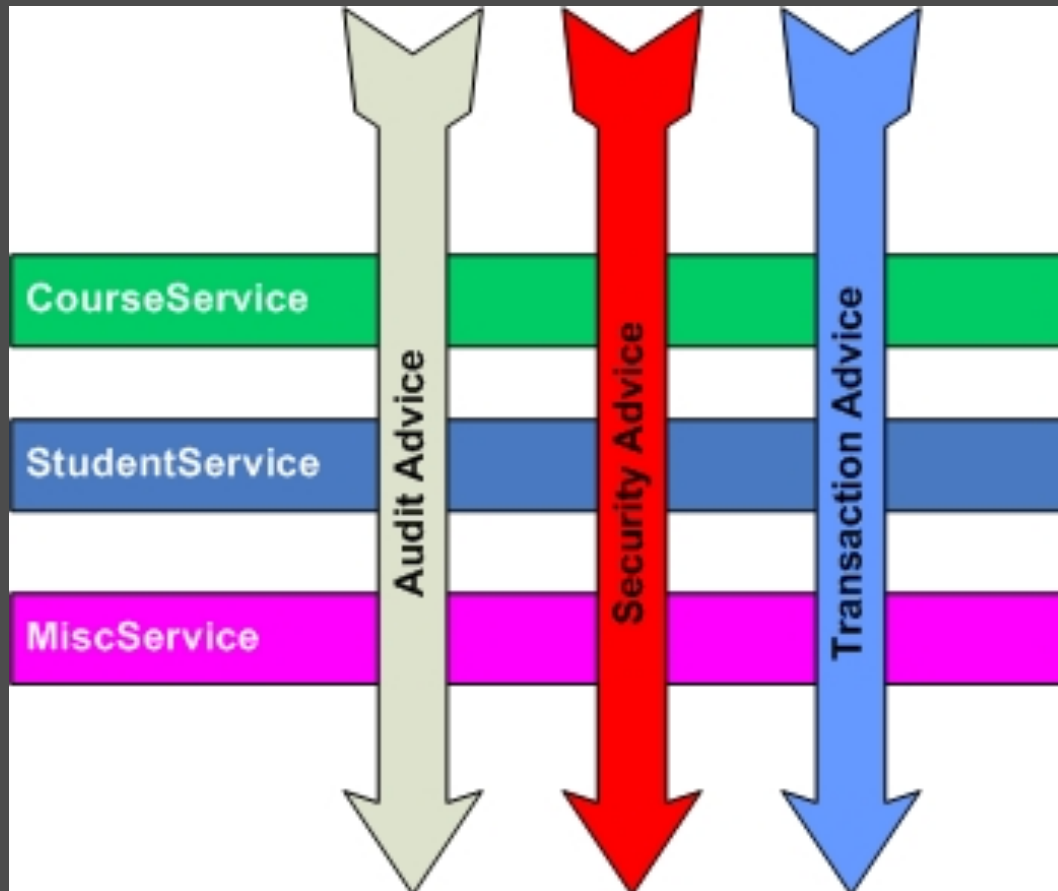 CourseService
StudentService
MiscService
Audit Advice
Security Advice
Transaction Advice